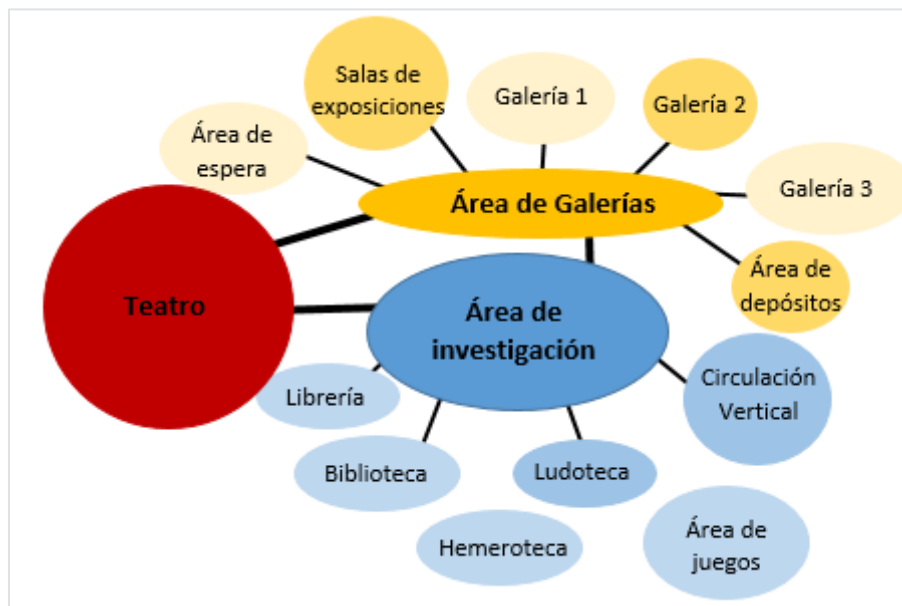 Salas de
exposiciones
Galería 1
Galería 2
Área de
espera
Galería 3
Área de Galerías
Área de
depósitos
Teatro
Área de
investigación
Circulación
Vertical
Librería
Biblioteca
Ludoteca
Hemeroteca
Área de
juegos